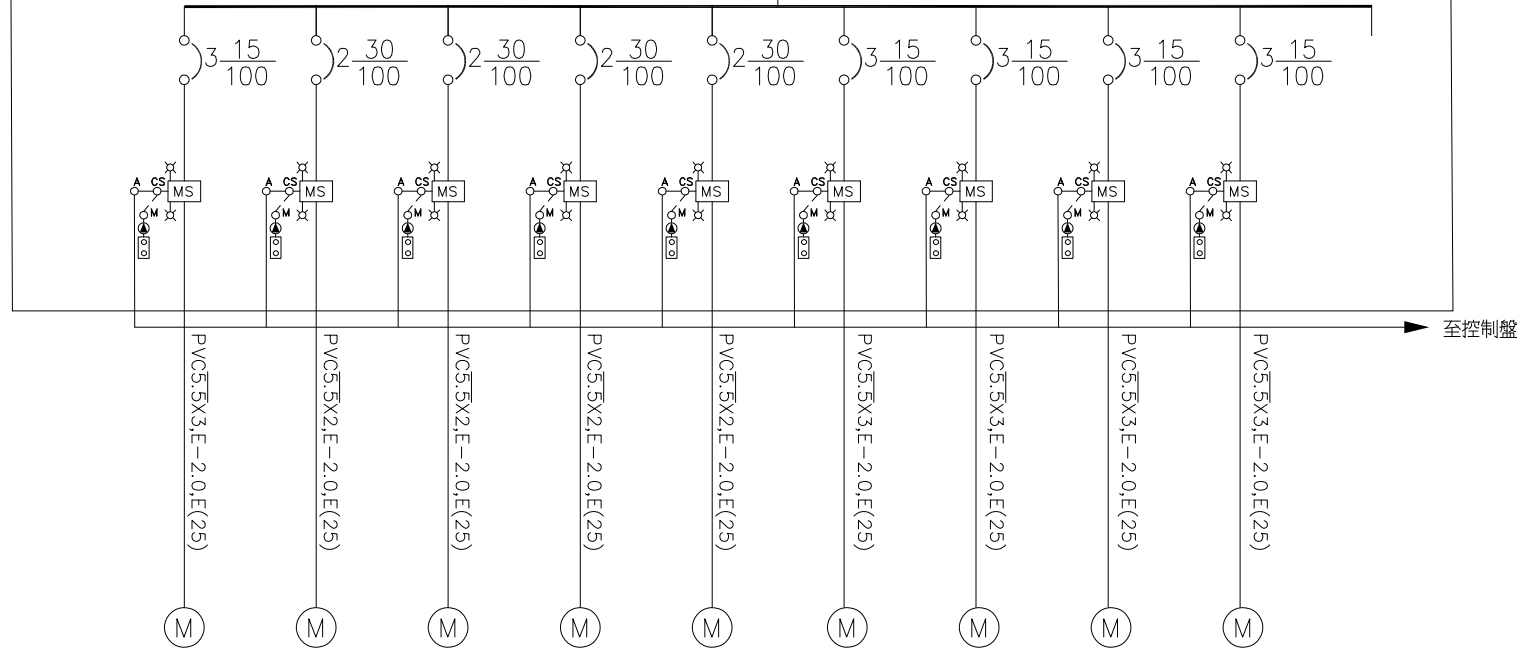 3 15/100 2 30/100 2 30/100 2 30/100 2 30/100 3 15/100 3 15/100 3 15/100 3 15/100
A CS MS A CS MS A CS MS A CS MS A CS MS A CS MS A CS MS A CS MS A CS MS
M M M M M M M M M
至控制盤
PVC5.5X3,E-2.0,E(25)
PVC5.5X2,E-2.0,E(25)
PVC5.5X2,E-2.0,E(25)
PVC5.5X2,E-2.0,E(25)
PVC5.5X2,E-2.0,E(25)
PVC5.5X3,E-2.0,E(25)
PVC5.5X3,E-2.0,E(25)
PVC5.5X3,E-2.0,E(25)
PVC5.5X3,E-2.0,E(25)
M M M M M M M M M